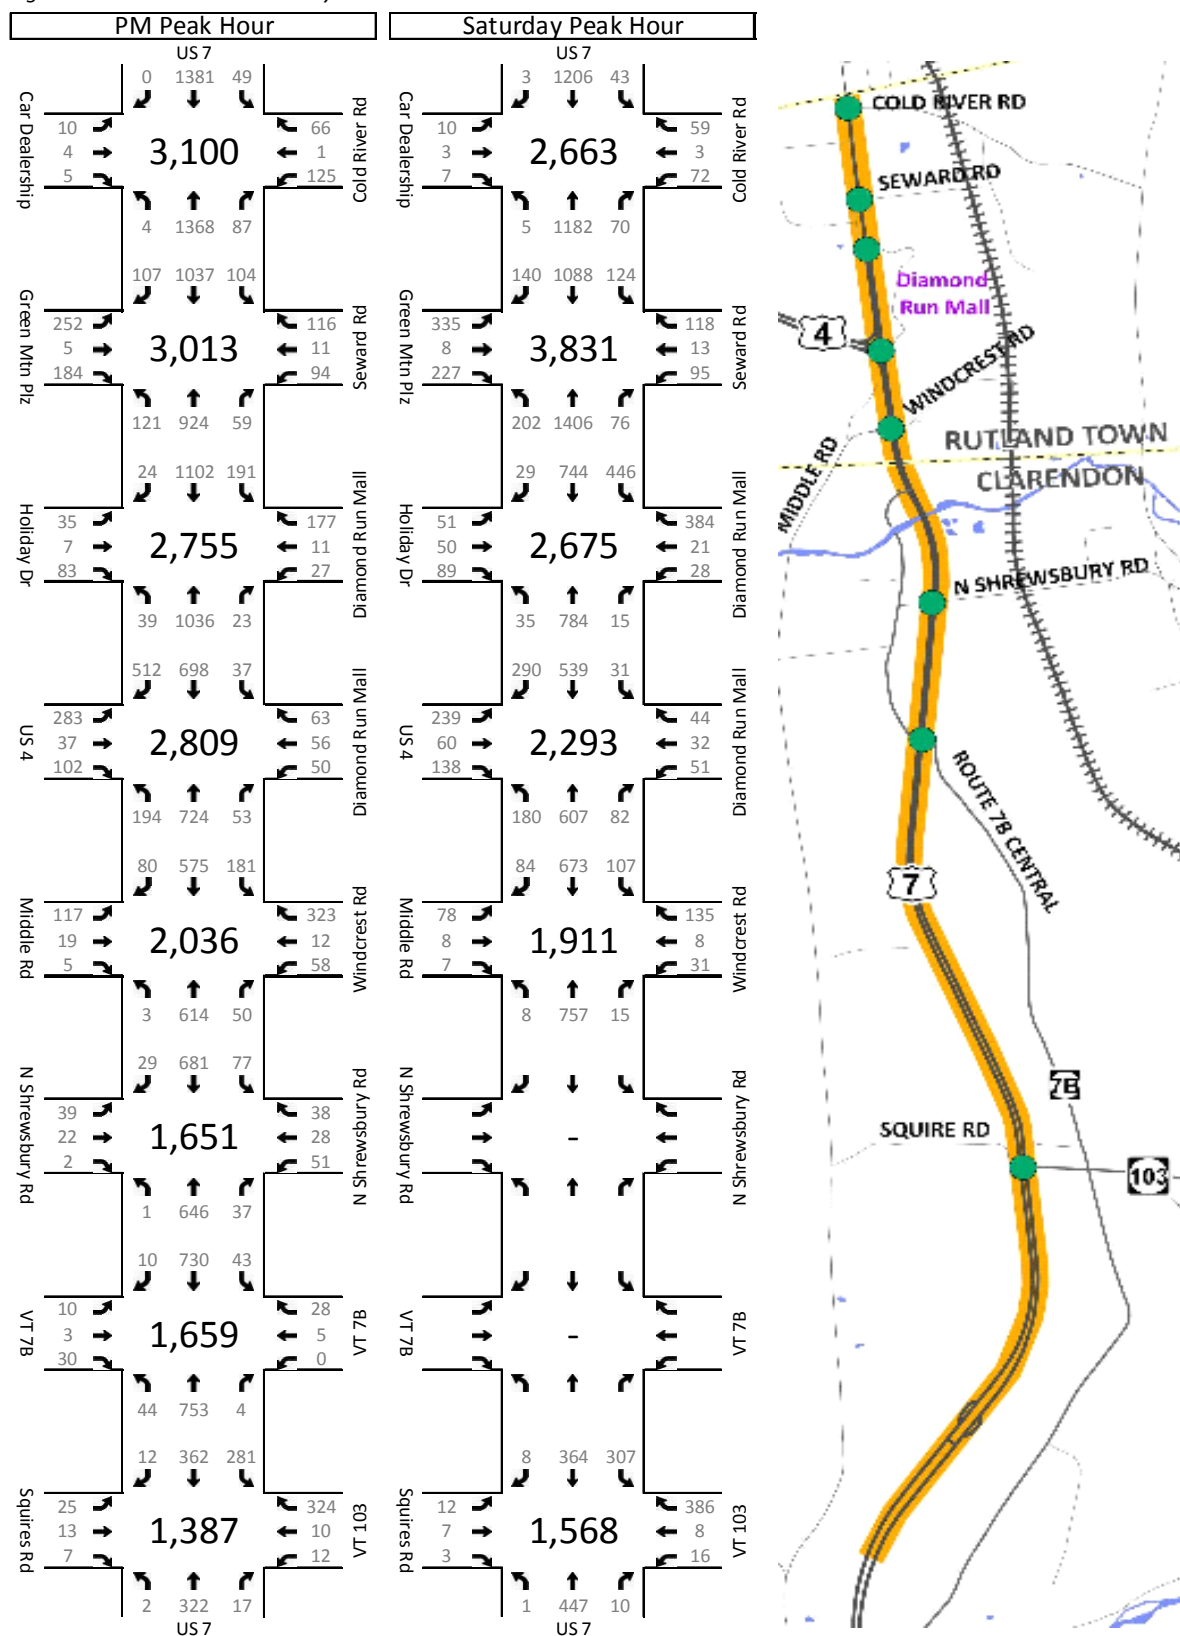 PM Peak Hour
Saturday Peak Hour
US 7
0 1381 49
Car Dealership
10
4
5
3,100
66
1
125
Cold River Rd
4 1368 87
107 1037 104
Green Mtn Plz
252
5
184
3,013
116
11
94
Seward Rd
121 924 59
24 1102 191
Holiday Dr
35
7
83
2,755
177
11
27
Diamond Run Mall
39 1036 23
512 698 37
US 4
283
37
102
2,809
63
56
50
Diamond Run Mall
194 724 53
80 575 181
Middle Rd
117
19
5
2,036
323
12
58
Windcrest Rd
3 614 50
29 681 77
N Shrewsbury Rd
39
22
2
1,651
38
28
51
N Shrewsbury Rd
1 646 37
10 730 43
VT 7B
10
3
30
1,659
28
5
0
VT 7B
44 753 4
12 362 281
Squires Rd
25
13
7
1,387
324
10
12
VT 103
2 322 17
US 7
US 7
3 1206 43
Car Dealership
10
3
7
2,663
59
3
72
Cold River Rd
5 1182 70
140 1088 124
Green Mtn Plz
335
8
227
3,831
118
13
95
Seward Rd
202 1406 76
29 744 446
Holiday Dr
51
50
89
2,675
384
21
28
Diamond Run Mall
35 784 15
290 539 31
US 4
239
60
138
2,293
44
32
51
Diamond Run Mall
180 607 82
84 673 107
Middle Rd
78
8
7
1,911
135
8
31
Windcrest Rd
8 757 15
N Shrewsbury Rd
-
N Shrewsbury Rd
VT 7B
-
VT 7B
8 364 307
Squires Rd
12
7
3
1,568
386
8
16
VT 103
1 447 10
US 7
COLD RIVER RD
SEWARD RD
Diamond
Run Mall
4
WINDCREST RD
RUTLAND TOWN
MIDDLE RD
CLARENDON
N SHREWSBURY RD
ROUTE 7B CENTRAL
7
7B
SQUIRE RD
103